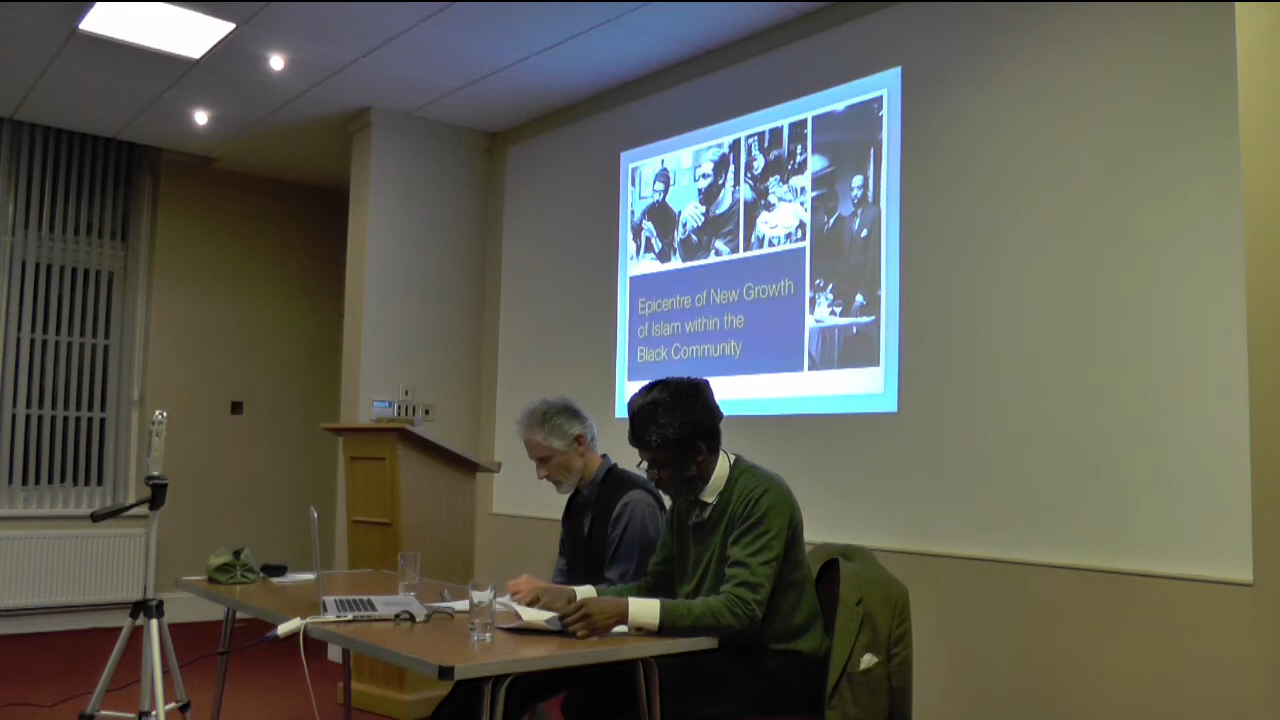 Epicentre of New Growth
of Islam within the
Black Community